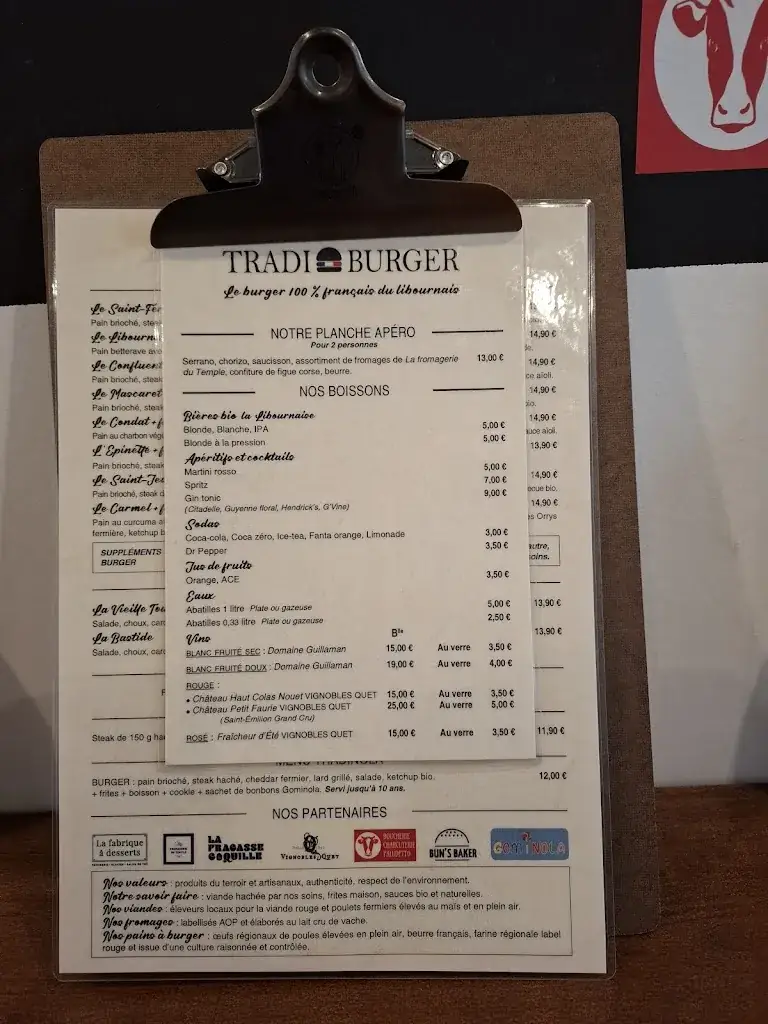 TRADI BURGER
Le burger 100 % français du libournais
NOTRE PLANCHE APÉRO
Pour 2 personnes
Serrano, chorizo, saucisson, assortiment de fromages de La fromagerie 13,00 €
du Temple, confiture de figue corse, beurre.
NOS BOISSONS
Bières bio la Libournaise
Blonde, Blanche, IPA 5,00 €
Blonde à la pression 5,00 €
Apéritifs et cocktails
Martini rosso 5,00 €
Spritz 7,00 €
Gin tonic 9,00 €
(Citadelle, Guyenne floral, Hendrick's, G'Vine)
Sodas
Coca-cola, Coca zéro, Ice-tea, Fanta orange, Limonade 3,00 €
Dr Pepper 3,50 €
Jus de fruits
Orange, ACE 3,50 €
Eaux
Abatilles 1 litre Plate ou gazeuse 5,00 €
Abatilles 0,33 litre Plate ou gazeuse 2,50 €
Vins Blle
BLANC FRUITÉ SEC : Domaine Guillaman 15,00 € Au verre 3,50 €
BLANC FRUITÉ DOUX : Domaine Guillaman 19,00 € Au verre 4,00 €
ROUGE :
• Château Haut Colas Nouet VIGNOBLES QUET 15,00 € Au verre 3,50 €
• Château Petit Faurie VIGNOBLES QUET 25,00 € Au verre 5,00 €
(Saint-Émilion Grand Cru)
ROSÉ : Fraîcheur d'Été VIGNOBLES QUET 15,00 € Au verre 3,50 €
Le Saint-
Pain brioché,
Le
14,90 €
Pain betterave
Le Confluent 14,90 €
Pain brioché, steak
aïoli.
Le Mascaret 14,90 €
Pain brioché, steak
bio.
Le Condat + 14,90 €
Pain au charbon
aïoli.
L'Epinette + 13,90 €
Pain brioché, steak
Le Saint- 14,90 €
Pain brioché, steak
bio.
Le Carmel + 14,90 €
Pain au curcuma
Orrys
fermière, ketchup
SUPPLÉMENTS
BURGER
La Vieille 13,90 €
Salade, choux,
La Bastide 13,90 €
Salade, choux,
Steak de 150 g 11,90 €
BURGER : pain brioché, steak haché, cheddar fermier, lard grillé, salade, ketchup bio. 12,00 €
+ frites + boisson + cookie + sachet de bonbons Gominola. Servi jusqu'à 10 ans.
NOS PARTENAIRES
La fabrique
à desserts
LA
FRACASSE
COQUILLE
VIGNOBLES QUET
BOUCHERIE
CHARCUTERIE
BUN'S BAKER
GOMINOLA
Nos valeurs : produits du terroir et artisanaux, authenticité, respect de l'environnement.
Notre savoir faire : viande hachée par nos soins, frites maison, sauces bio et naturelles.
Nos viandes : éleveurs locaux pour la viande rouge et poulets fermiers élevés au maïs et en plein air.
Nos fromages : labellisés AOP et élaborés au lait cru de vache.
Nos pains à burger : œufs régionaux de poules élevées en plein air, beurre français, farine régionale label
rouge et issue d'une culture raisonnée et contrôlée.